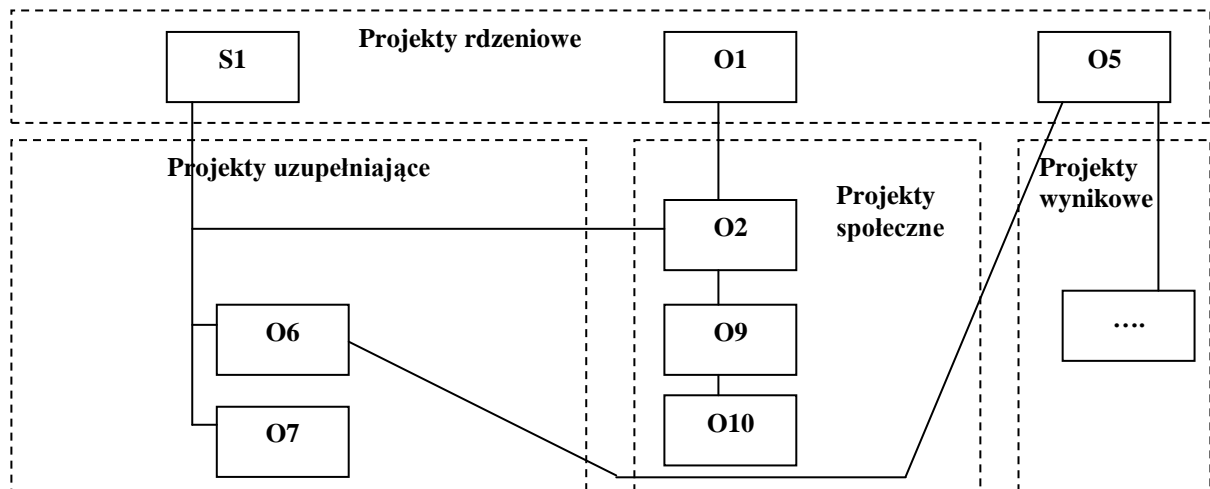 Projekty rdzeniowe
S1
O1
O5
Projekty uzupełniające
Projekty
społeczne
Projekty
wynikowe
O2
O6
O9
….
O7
O10